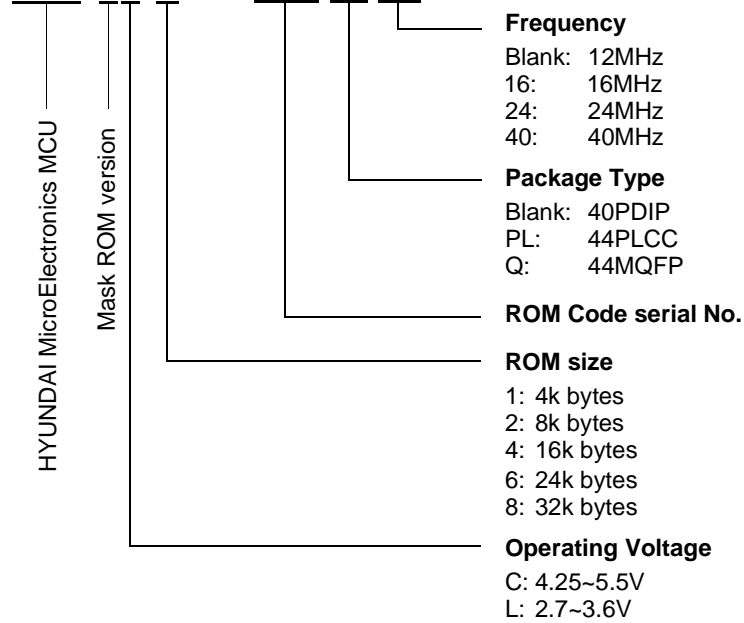 Frequency
Blank: 12MHz
16: 16MHz
24: 24MHz
40: 40MHz
Package Type
Blank: 40PDIP
PL: 44PLCC
Q: 44MQFP
ROM Code serial No.
ROM size
1: 4k bytes
2: 8k bytes
4: 16k bytes
6: 24k bytes
8: 32k bytes
Operating Voltage
C: 4.25~5.5V
L: 2.7~3.6V
Mask ROM version
HYUNDAI MicroElectronics MCU